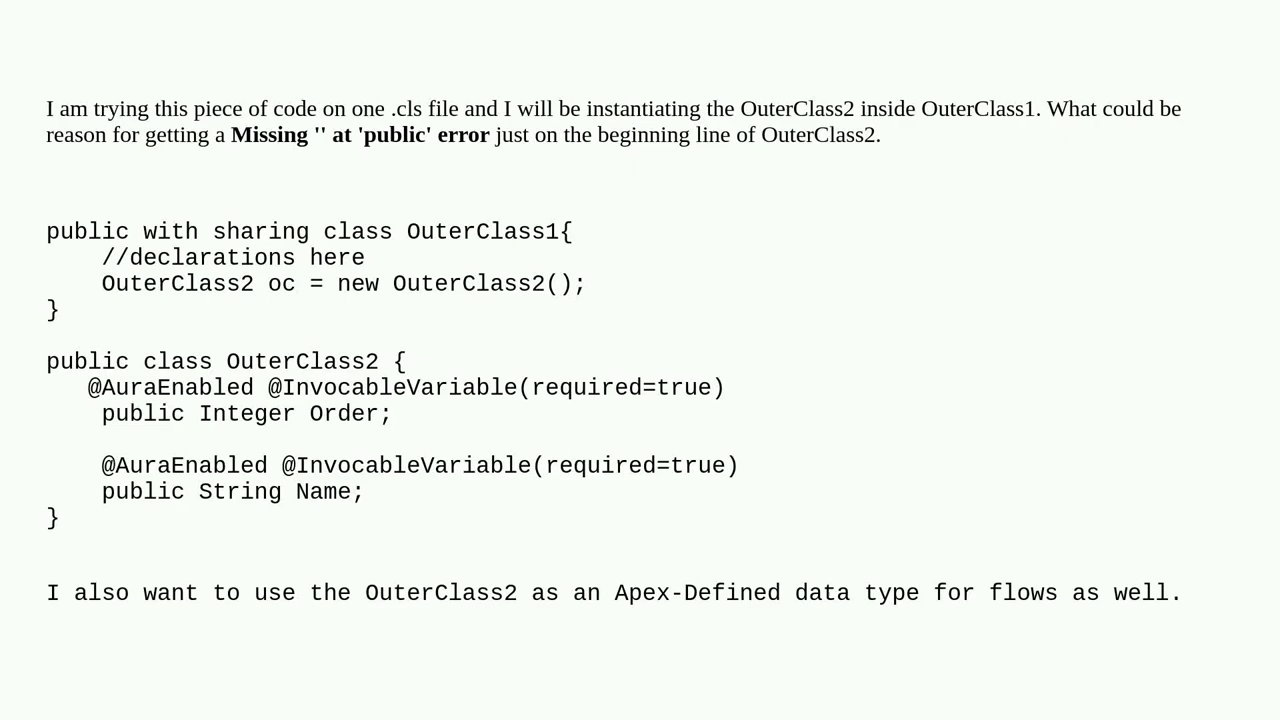 I am trying this piece of code on one .cls file and I will be instantiating the OuterClass2 inside OuterClass1. What could be
reason for getting a Missing '' at 'public' error just on the beginning line of OuterClass2.
public with sharing class OuterClass1{
    //declarations here
    OuterClass2 oc = new OuterClass2();
}
public class OuterClass2 {
   @AuraEnabled @InvocableVariable(required=true)
    public Integer Order;
    @AuraEnabled @InvocableVariable(required=true)
    public String Name;
}
I also want to use the OuterClass2 as an Apex-Defined data type for flows as well.